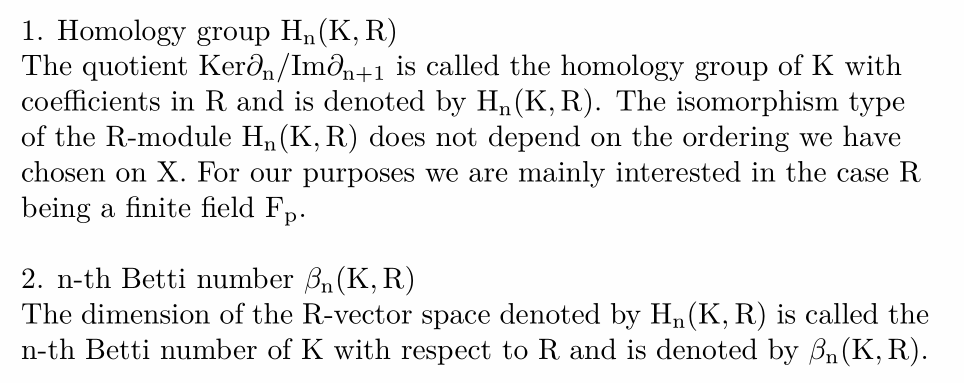 1. Homology group Hₙ(K, R)
The quotient Ker∂ₙ/Im∂ₙ₊₁ is called the homology group of K with
coefficients in R and is denoted by Hₙ(K, R). The isomorphism type
of the R-module Hₙ(K, R) does not depend on the ordering we have
chosen on X. For our purposes we are mainly interested in the case R
being a finite field Fₚ.
2. n-th Betti number βₙ(K, R)
The dimension of the R-vector space denoted by Hₙ(K, R) is called the
n-th Betti number of K with respect to R and is denoted by βₙ(K, R).